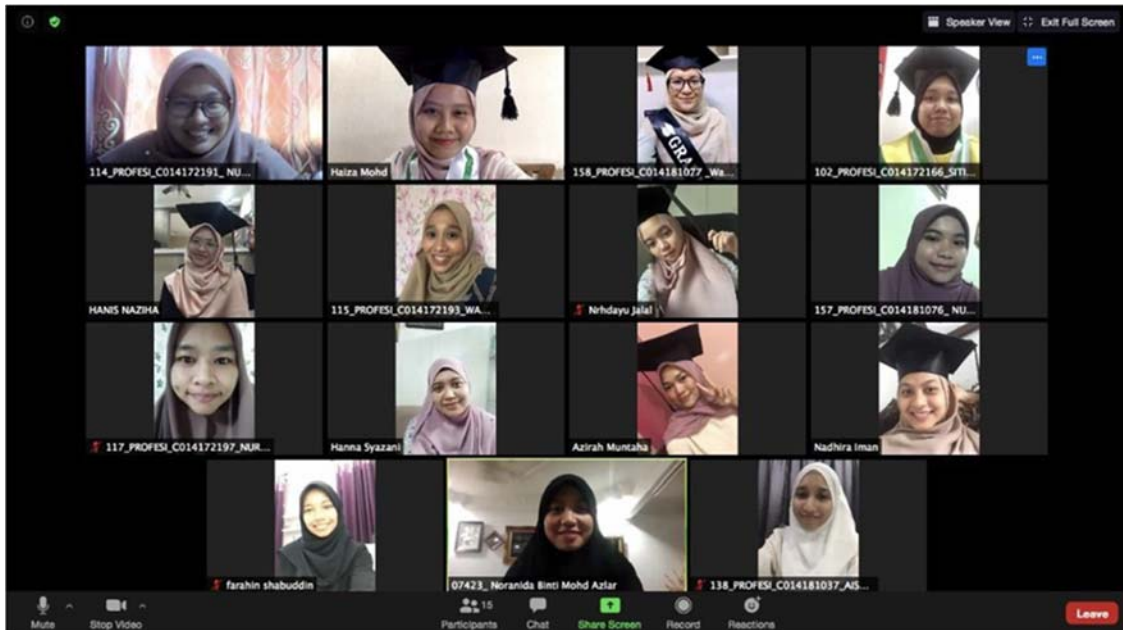 Speaker View
Exit Full Screen
114_PROFESI_C014172191_ NU...
Haiza Mohd
158_PROFESI_C014181077 _Wa...
GRA
102_PROFESI_C014172166_SITI...
HANIS NAZIHA
115_PROFESI_C014172193_WA...
Nrhdayu Jalal
157_PROFESI_C014181076_ NU...
117_PROFESI_C014172197_NUR...
Hanna Syazani
Azirah Muntaha
Nadhira Iman
farahin shabuddin
07423_ Noranida Binti Mohd Azlar
138_PROFESI_C014181037_AIS...
Mute
Stop Video
15
Participants
Chat
Share Screen
Record
Reactions
Leave